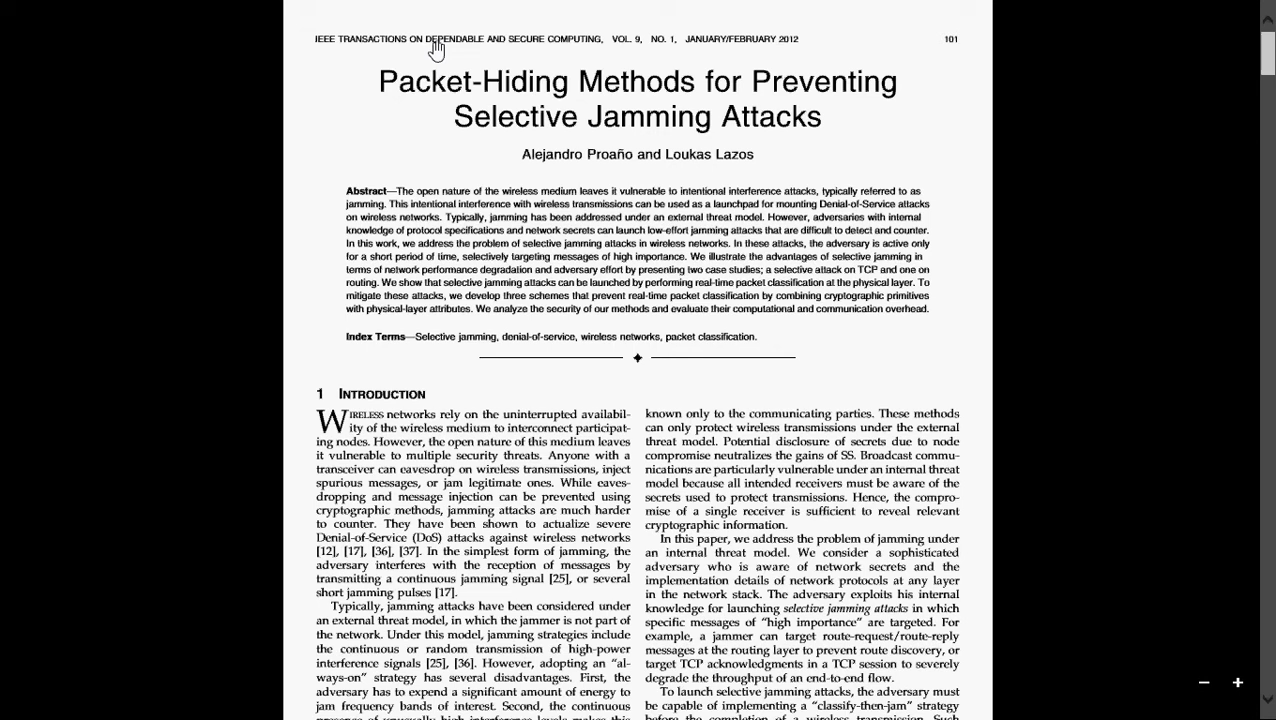 IEEE TRANSACTIONS ON DEPENDABLE AND SECURE COMPUTING, VOL. 9, NO. 1, JANUARY/FEBRUARY 2012 101
Packet-Hiding Methods for Preventing
Selective Jamming Attacks
Alejandro Proaño and Loukas Lazos
Abstract—The open nature of the wireless medium leaves it vulnerable to intentional interference attacks, typically referred to as
jamming. This intentional interference with wireless transmissions can be used as a launchpad for mounting Denial-of-Service attacks
on wireless networks. Typically, jamming has been addressed under an external threat model. However, adversaries with internal
knowledge of protocol specifications and network secrets can launch low-effort jamming attacks that are difficult to detect and counter.
In this work, we address the problem of selective jamming attacks in wireless networks. In these attacks, the adversary is active only
for a short period of time, selectively targeting messages of high importance. We illustrate the advantages of selective jamming in
terms of network performance degradation and adversary effort by presenting two case studies; a selective attack on TCP and one on
routing. We show that selective jamming attacks can be launched by performing real-time packet classification at the physical layer. To
mitigate these attacks, we develop three schemes that prevent real-time packet classification by combining cryptographic primitives
with physical-layer attributes. We analyze the security of our methods and evaluate their computational and communication overhead.
Index Terms—Selective jamming, denial-of-service, wireless networks, packet classification.
1 INTRODUCTION
WIRELESS networks rely on the uninterrupted availabil-
ity of the wireless medium to interconnect participat-
ing nodes. However, the open nature of this medium leaves
it vulnerable to multiple security threats. Anyone with a
transceiver can eavesdrop on wireless transmissions, inject
spurious messages, or jam legitimate ones. While eaves-
dropping and message injection can be prevented using
cryptographic methods, jamming attacks are much harder
to counter. They have been shown to actualize severe
Denial-of-Service (DoS) attacks against wireless networks
[12], [17], [36], [37]. In the simplest form of jamming, the
adversary interferes with the reception of messages by
transmitting a continuous jamming signal [25], or several
short jamming pulses [17].
Typically, jamming attacks have been considered under
an external threat model, in which the jammer is not part of
the network. Under this model, jamming strategies include
the continuous or random transmission of high-power
interference signals [25], [36]. However, adopting an “al-
ways-on” strategy has several disadvantages. First, the
adversary has to expend a significant amount of energy to
jam frequency bands of interest. Second, the continuous
presence of unusually high interference levels makes this
known only to the communicating parties. These methods
can only protect wireless transmissions under the external
threat model. Potential disclosure of secrets due to node
compromise neutralizes the gains of SS. Broadcast commu-
nications are particularly vulnerable under an internal threat
model because all intended receivers must be aware of the
secrets used to protect transmissions. Hence, the compro-
mise of a single receiver is sufficient to reveal relevant
cryptographic information.
In this paper, we address the problem of jamming under
an internal threat model. We consider a sophisticated
adversary who is aware of network secrets and the
implementation details of network protocols at any layer
in the network stack. The adversary exploits his internal
knowledge for launching selective jamming attacks in which
specific messages of “high importance” are targeted. For
example, a jammer can target route-request/route-reply
messages at the routing layer to prevent route discovery, or
target TCP acknowledgments in a TCP session to severely
degrade the throughput of an end-to-end flow.
To launch selective jamming attacks, the adversary must
be capable of implementing a “classify-then-jam” strategy
before the completion of a wireless transmission. Such